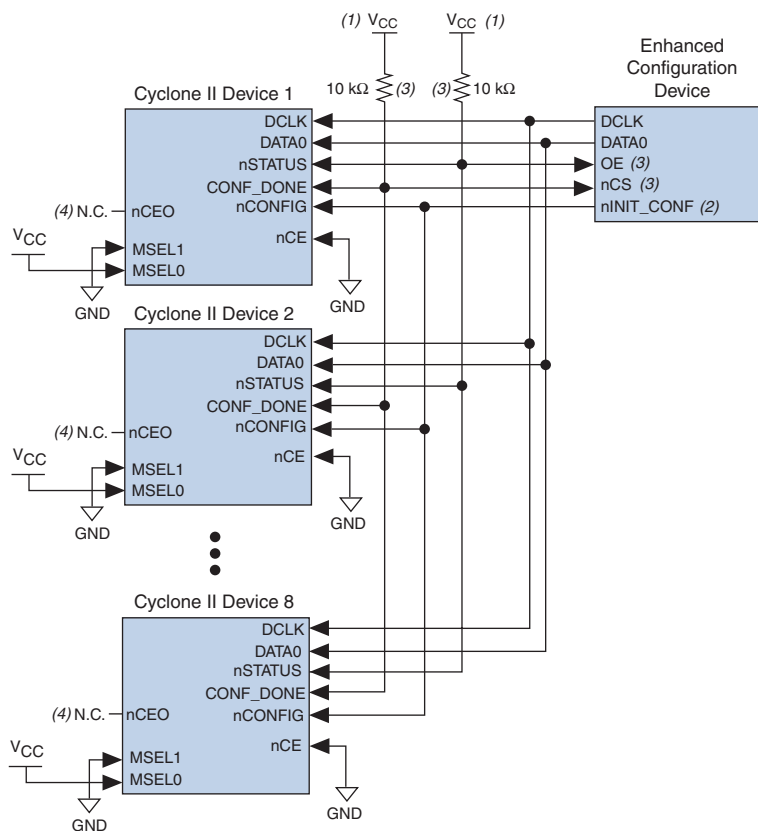 (1) VCC
VCC (1)
10 kΩ (3)
(3) 10 kΩ
Enhanced
Configuration
Device
DCLK
DATA0
OE (3)
nCS (3)
nINIT_CONF (2)
Cyclone II Device 1
DCLK
DATA0
nSTATUS
CONF_DONE
nCONFIG
nCE
(4) N.C.
nCEO
VCC
MSEL1
MSEL0
GND
GND
Cyclone II Device 2
DCLK
DATA0
nSTATUS
CONF_DONE
nCONFIG
nCE
(4) N.C.
nCEO
VCC
MSEL1
MSEL0
GND
GND
Cyclone II Device 8
DCLK
DATA0
nSTATUS
CONF_DONE
nCONFIG
nCE
(4) N.C.
nCEO
VCC
MSEL1
MSEL0
GND
GND